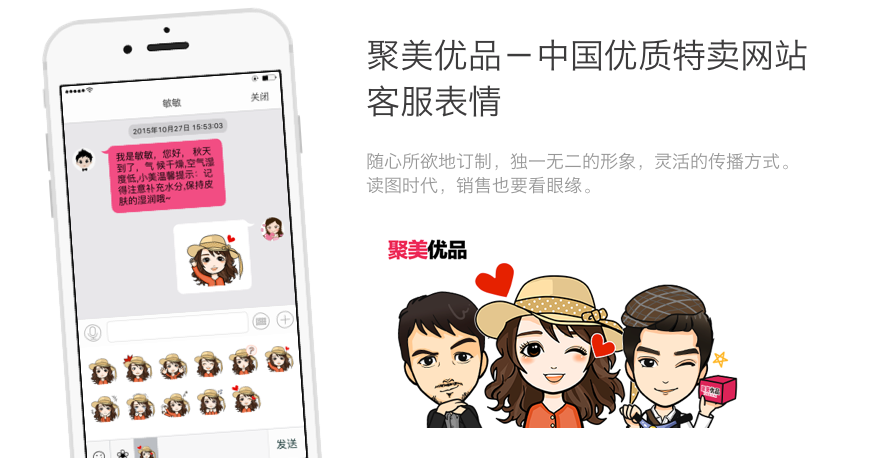 聚美优品－中国优质特卖网站
客服表情
随心所欲地订制，独一无二的形象，灵活的传播方式。
读图时代，销售也要看眼缘。
聚美优品
敏敏
关闭
2015年10月27日 15:53:03
我是敏敏，您好， 秋天
到了，气 候干燥,空气湿
度低,小美温馨提示：记
得注意补充水分,保持皮
肤的湿润哦~
发送
聚美优品